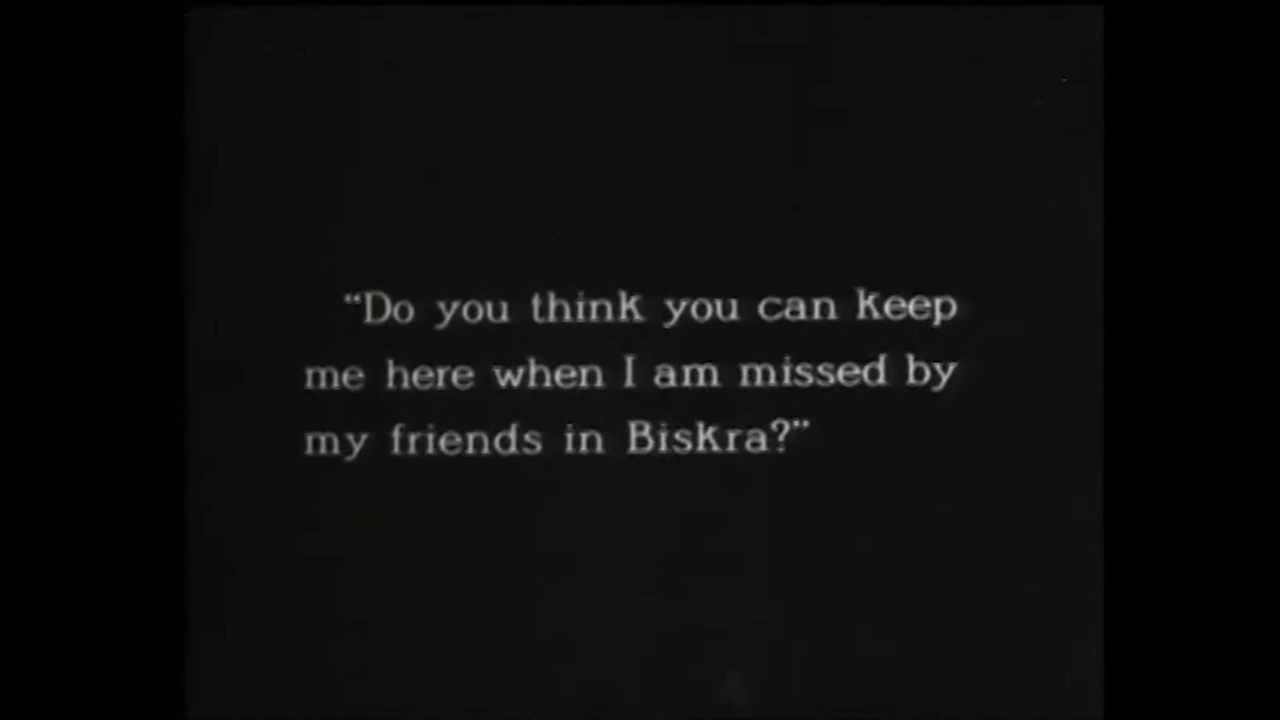 “Do you think you can keep
me here when I am missed by
my friends in Biskra?”